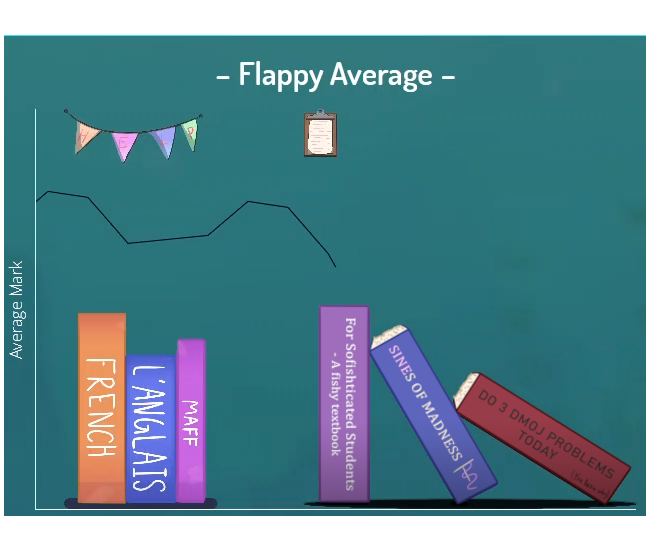 - Flappy Average -
Average Mark
FRENCH
L'ANGLAIS
MAFF
For Sofishticated Students
- A fishy textbook
SINES OF MADNESS
DO 3 DMOJ PROBLEMS
TODAY